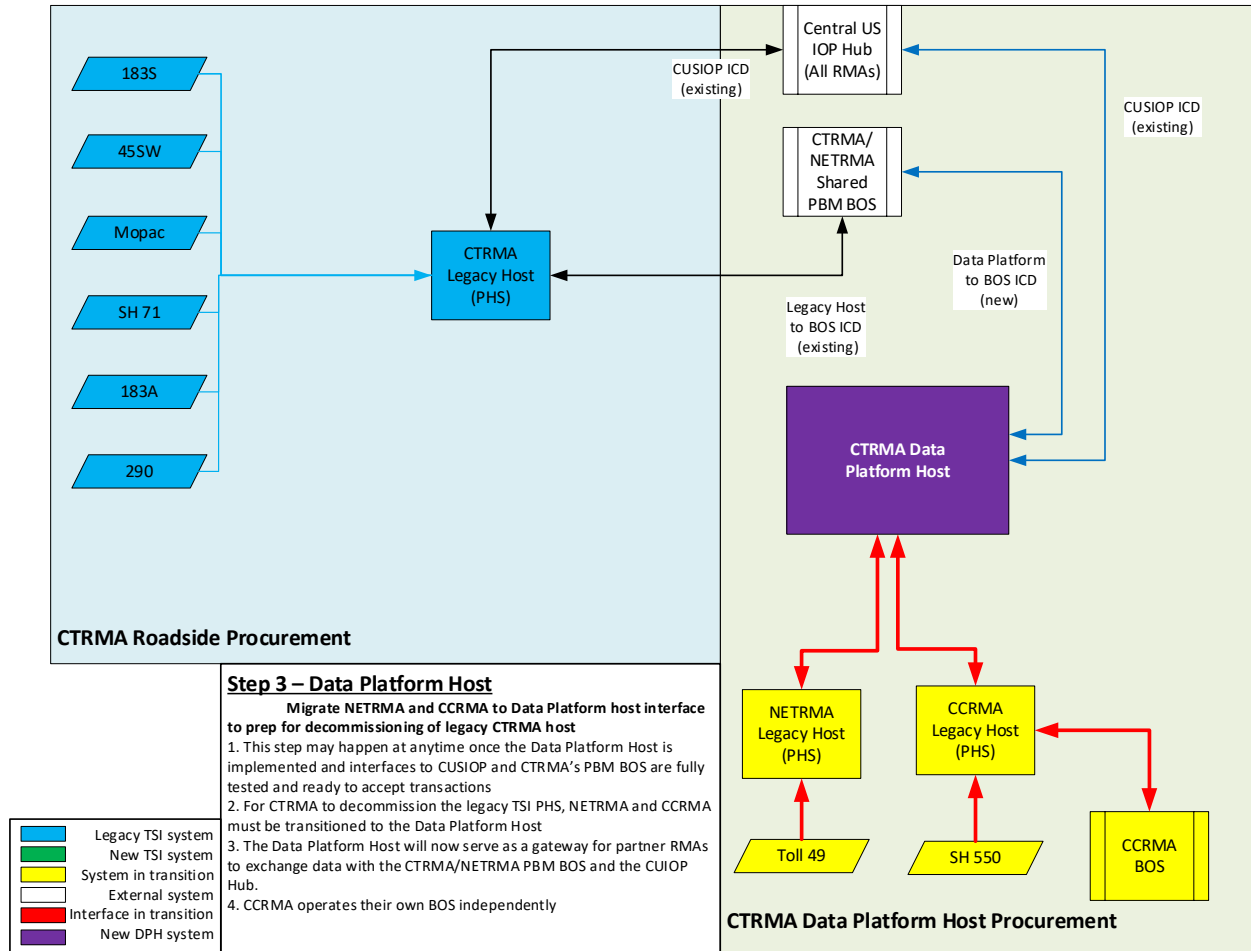 183S
45SW
Mopac
SH 71
183A
290
CTRMA
Legacy Host
(PHS)
CTRMA Roadside Procurement
Central US
IOP Hub
(All RMAs)
CUSIOP ICD
(existing)
CUSIOP ICD
(existing)
CTRMA/
NETRMA
Shared
PBM BOS
Data Platform
to BOS ICD
(new)
Legacy Host
to BOS ICD
(existing)
CTRMA Data
Platform Host
NETRMA
Legacy Host
(PHS)
CCRMA
Legacy Host
(PHS)
Toll 49
SH 550
CCRMA
BOS
CTRMA Data Platform Host Procurement
Step 3 – Data Platform Host
Migrate NETRMA and CCRMA to Data Platform host interface
to prep for decommissioning of legacy CTRMA host
1. This step may happen at anytime once the Data Platform Host is
implemented and interfaces to CUSIOP and CTRMA's PBM BOS are fully
tested and ready to accept transactions
2. For CTRMA to decommission the legacy TSI PHS, NETRMA and CCRMA
must be transitioned to the Data Platform Host
3. The Data Platform Host will now serve as a gateway for partner RMAs
to exchange data with the CTRMA/NETRMA PBM BOS and the CUIOP
Hub.
4. CCRMA operates their own BOS independently
Legacy TSI system
New TSI system
System in transition
External system
Interface in transition
New DPH system